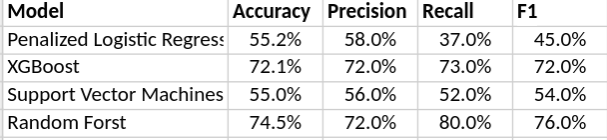 Model Accuracy Precision Recall F1
Penalized Logistic Regress 55.2% 58.0% 37.0% 45.0%
XGBoost 72.1% 72.0% 73.0% 72.0%
Support Vector Machines 55.0% 56.0% 52.0% 54.0%
Random Forst 74.5% 72.0% 80.0% 76.0%